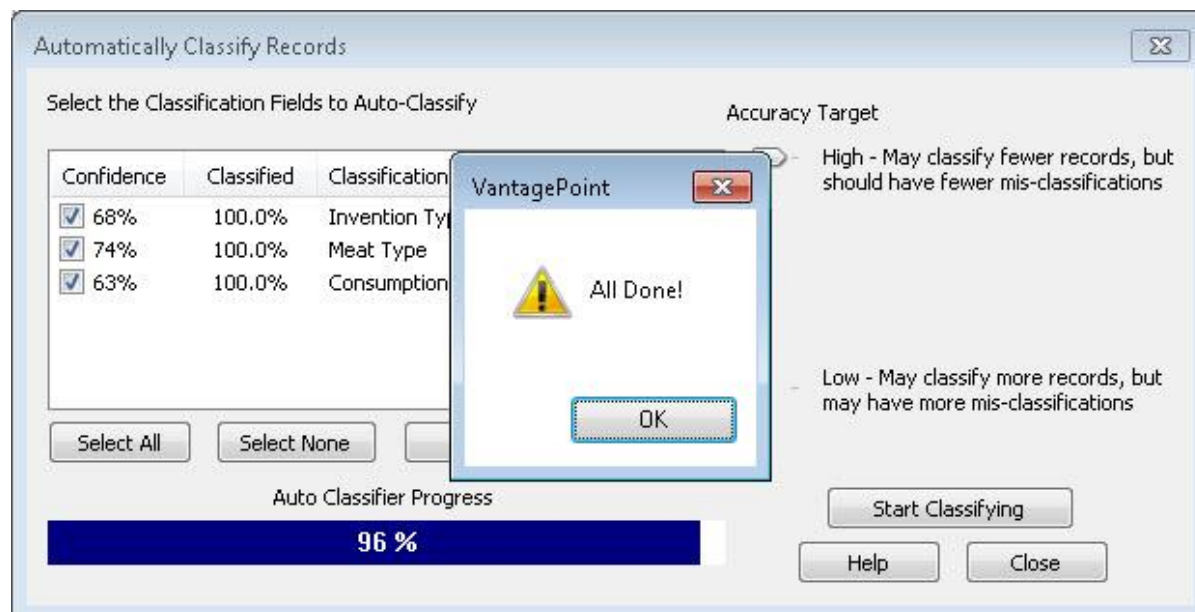 Automatically Classify Records
Select the Classification Fields to Auto-Classify
Accuracy Target
Confidence Classified Classification
68% 100.0% Invention Ty
74% 100.0% Meat Type
63% 100.0% Consumption
VantagePoint
All Done!
OK
High - May classify fewer records, but
should have fewer mis-classifications
Low - May classify more records, but
may have more mis-classifications
Select All
Select None
Auto Classifier Progress
96 %
Start Classifying
Help
Close